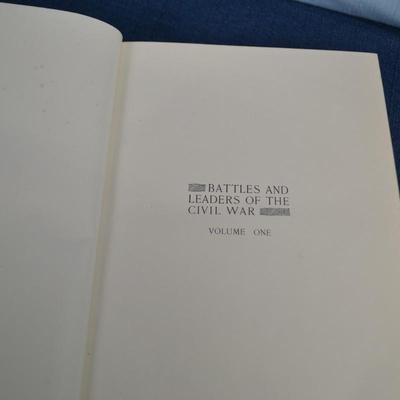 BATTLES AND
LEADERS OF THE
CIVIL WAR
VOLUME ONE